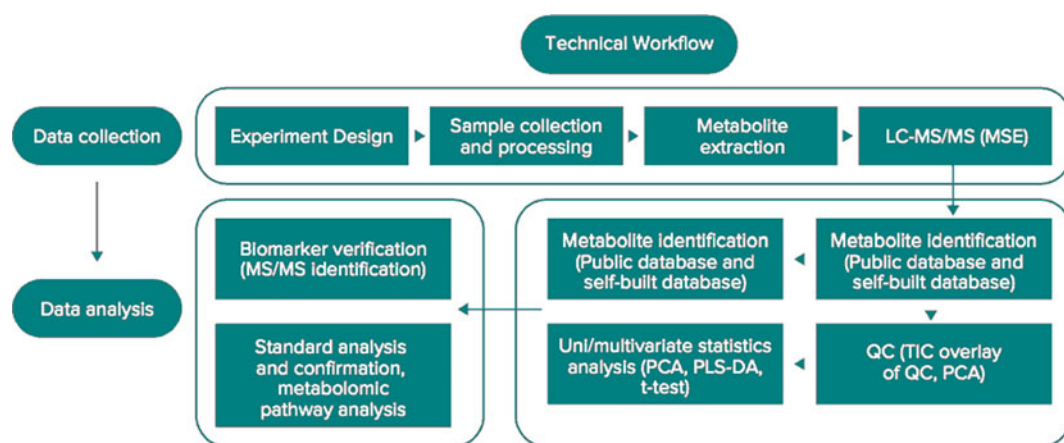 Technical Workflow
Data collection
Experiment Design
Sample collection
and processing
Metabolite
extraction
LC-MS/MS (MSE)
Data analysis
Biomarker verification
(MS/MS identification)
Metabolite identification
(Public database and
self-built database)
Metabolite identification
(Public database and
self-built database)
Standard analysis
and confirmation,
metabolomic
pathway analysis
Uni/multivariate statistics
analysis (PCA, PLS-DA,
t-test)
QC (TIC overlay
of QC, PCA)